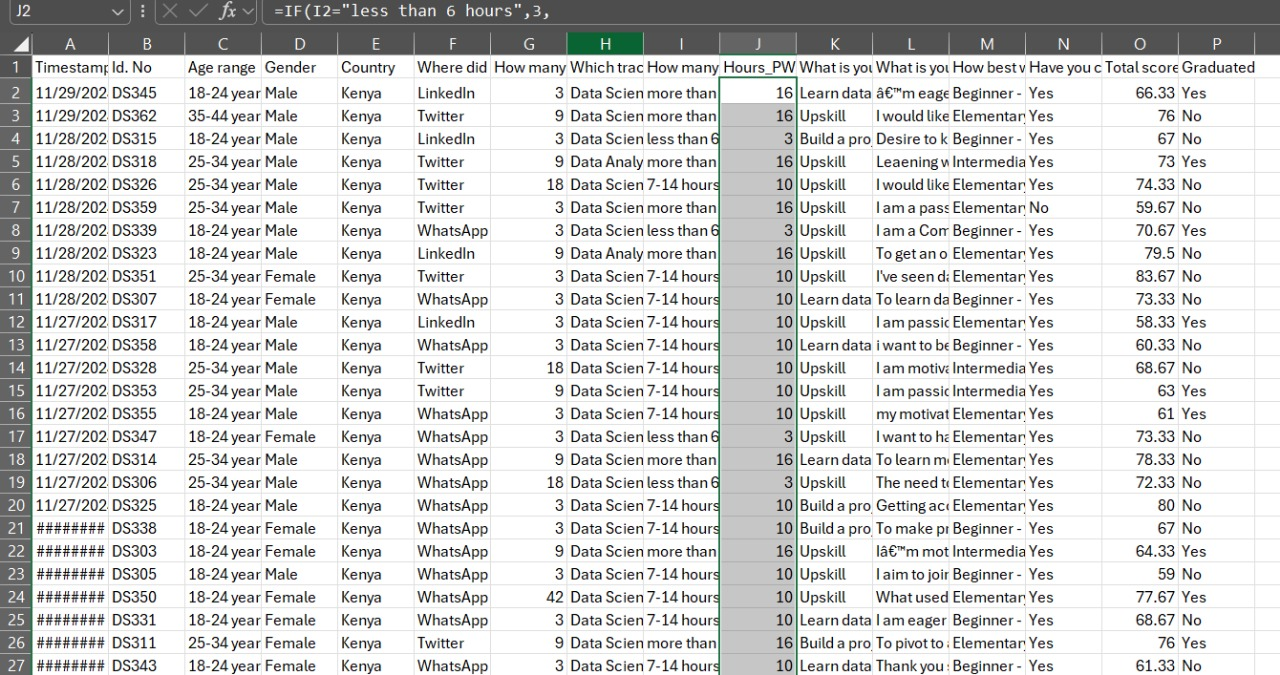 J2 fx =IF(I2="less than 6 hours",3,
A B C D E F G H I J K L M N O P
1 Timestamp Id. No Age range Gender Country Where did How many Which trac How many Hours_PW What is you What is you How best w Have you c Total score Graduated
2 11/29/202 DS345 18-24 year Male Kenya LinkedIn 3 Data Scien more than 16 Learn data â€™m eage Beginner - Yes 66.33 Yes
3 11/29/202 DS362 35-44 year Male Kenya Twitter 9 Data Scien more than 16 Upskill I would like Elementary Yes 76 No
4 11/28/202 DS315 18-24 year Male Kenya LinkedIn 3 Data Scien less than 6 3 Build a pro Desire to k Beginner - Yes 67 No
5 11/28/202 DS318 25-34 year Male Kenya Twitter 9 Data Analy more than 16 Upskill Leaening w Intermedia Yes 73 Yes
6 11/28/202 DS326 25-34 year Male Kenya Twitter 18 Data Scien 7-14 hours 10 Upskill I would like Elementary Yes 74.33 No
7 11/28/202 DS359 25-34 year Male Kenya Twitter 3 Data Scien more than 16 Upskill I am a pass Elementary No 59.67 No
8 11/28/202 DS339 18-24 year Male Kenya WhatsApp 3 Data Scien less than 6 3 Upskill I am a Com Beginner - Yes 70.67 Yes
9 11/28/202 DS323 18-24 year Male Kenya LinkedIn 9 Data Analy more than 16 Upskill To get an o Elementary Yes 79.5 No
10 11/28/202 DS351 25-34 year Female Kenya Twitter 3 Data Scien 7-14 hours 10 Upskill I've seen da Elementary Yes 83.67 No
11 11/28/202 DS307 18-24 year Female Kenya WhatsApp 3 Data Scien 7-14 hours 10 Learn data To learn da Beginner - Yes 73.33 No
12 11/27/202 DS317 18-24 year Male Kenya LinkedIn 3 Data Scien 7-14 hours 10 Upskill I am passic Elementary Yes 58.33 Yes
13 11/27/202 DS358 18-24 year Male Kenya WhatsApp 3 Data Scien 7-14 hours 10 Learn data i want to be Beginner - Yes 60.33 No
14 11/27/202 DS328 25-34 year Male Kenya Twitter 18 Data Scien 7-14 hours 10 Upskill I am motiva Intermedia Yes 68.67 No
15 11/27/202 DS353 25-34 year Male Kenya Twitter 9 Data Scien 7-14 hours 10 Upskill I am passic Elementary Yes 63 Yes
16 11/27/202 DS355 18-24 year Male Kenya WhatsApp 3 Data Scien 7-14 hours 10 Upskill my motivat Elementary Yes 61 Yes
17 11/27/202 DS347 18-24 year Female Kenya WhatsApp 3 Data Scien less than 6 3 Upskill I want to ha Elementary Yes 73.33 No
18 11/27/202 DS314 25-34 year Male Kenya WhatsApp 9 Data Scien more than 16 Learn data To learn mo Elementary Yes 78.33 No
19 11/27/202 DS306 25-34 year Male Kenya WhatsApp 18 Data Scien less than 6 3 Upskill The need to Elementary Yes 72.33 No
20 11/27/202 DS325 18-24 year Male Kenya WhatsApp 3 Data Scien 7-14 hours 10 Build a pro Getting acc Elementary Yes 80 No
21 ######## DS338 18-24 year Female Kenya WhatsApp 3 Data Scien 7-14 hours 10 Build a pro To make pr Beginner - Yes 67 No
22 ######## DS303 18-24 year Female Kenya WhatsApp 9 Data Scien more than 16 Upskill Iâ€™m mot Intermedia Yes 64.33 Yes
23 ######## DS305 18-24 year Male Kenya WhatsApp 3 Data Scien 7-14 hours 10 Upskill I aim to join Beginner - Yes 59 No
24 ######## DS350 18-24 year Female Kenya WhatsApp 42 Data Scien 7-14 hours 10 Upskill What used Elementary Yes 77.67 Yes
25 ######## DS331 18-24 year Female Kenya WhatsApp 3 Data Scien 7-14 hours 10 Learn data I am eager Beginner - Yes 68.67 No
26 ######## DS311 25-34 year Female Kenya Twitter 9 Data Scien more than 16 Build a pro To pivot to Elementary Yes 76 Yes
27 ######## DS343 18-24 year Female Kenya WhatsApp 3 Data Scien 7-14 hours 10 Learn data Thank you Beginner - Yes 61.33 No